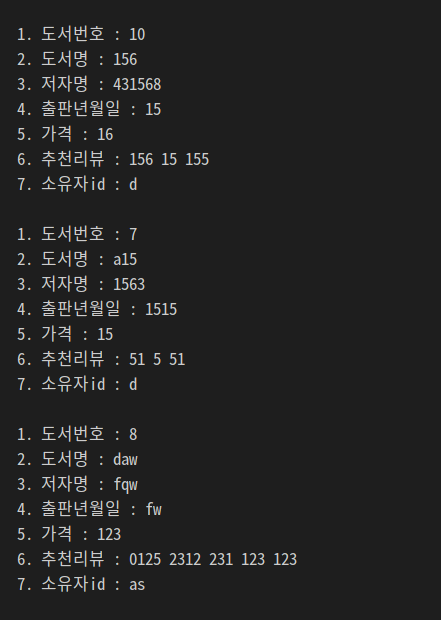 1. 도서번호 : 10
2. 도서명 : 156
3. 저자명 : 431568
4. 출판년월일 : 15
5. 가격 : 16
6. 추천리뷰 : 156 15 155
7. 소유자id : d

1. 도서번호 : 7
2. 도서명 : a15
3. 저자명 : 1563
4. 출판년월일 : 1515
5. 가격 : 15
6. 추천리뷰 : 51 5 51
7. 소유자id : d

1. 도서번호 : 8
2. 도서명 : daw
3. 저자명 : fqw
4. 출판년월일 : fw
5. 가격 : 123
6. 추천리뷰 : 0125 2312 231 123 123
7. 소유자id : as